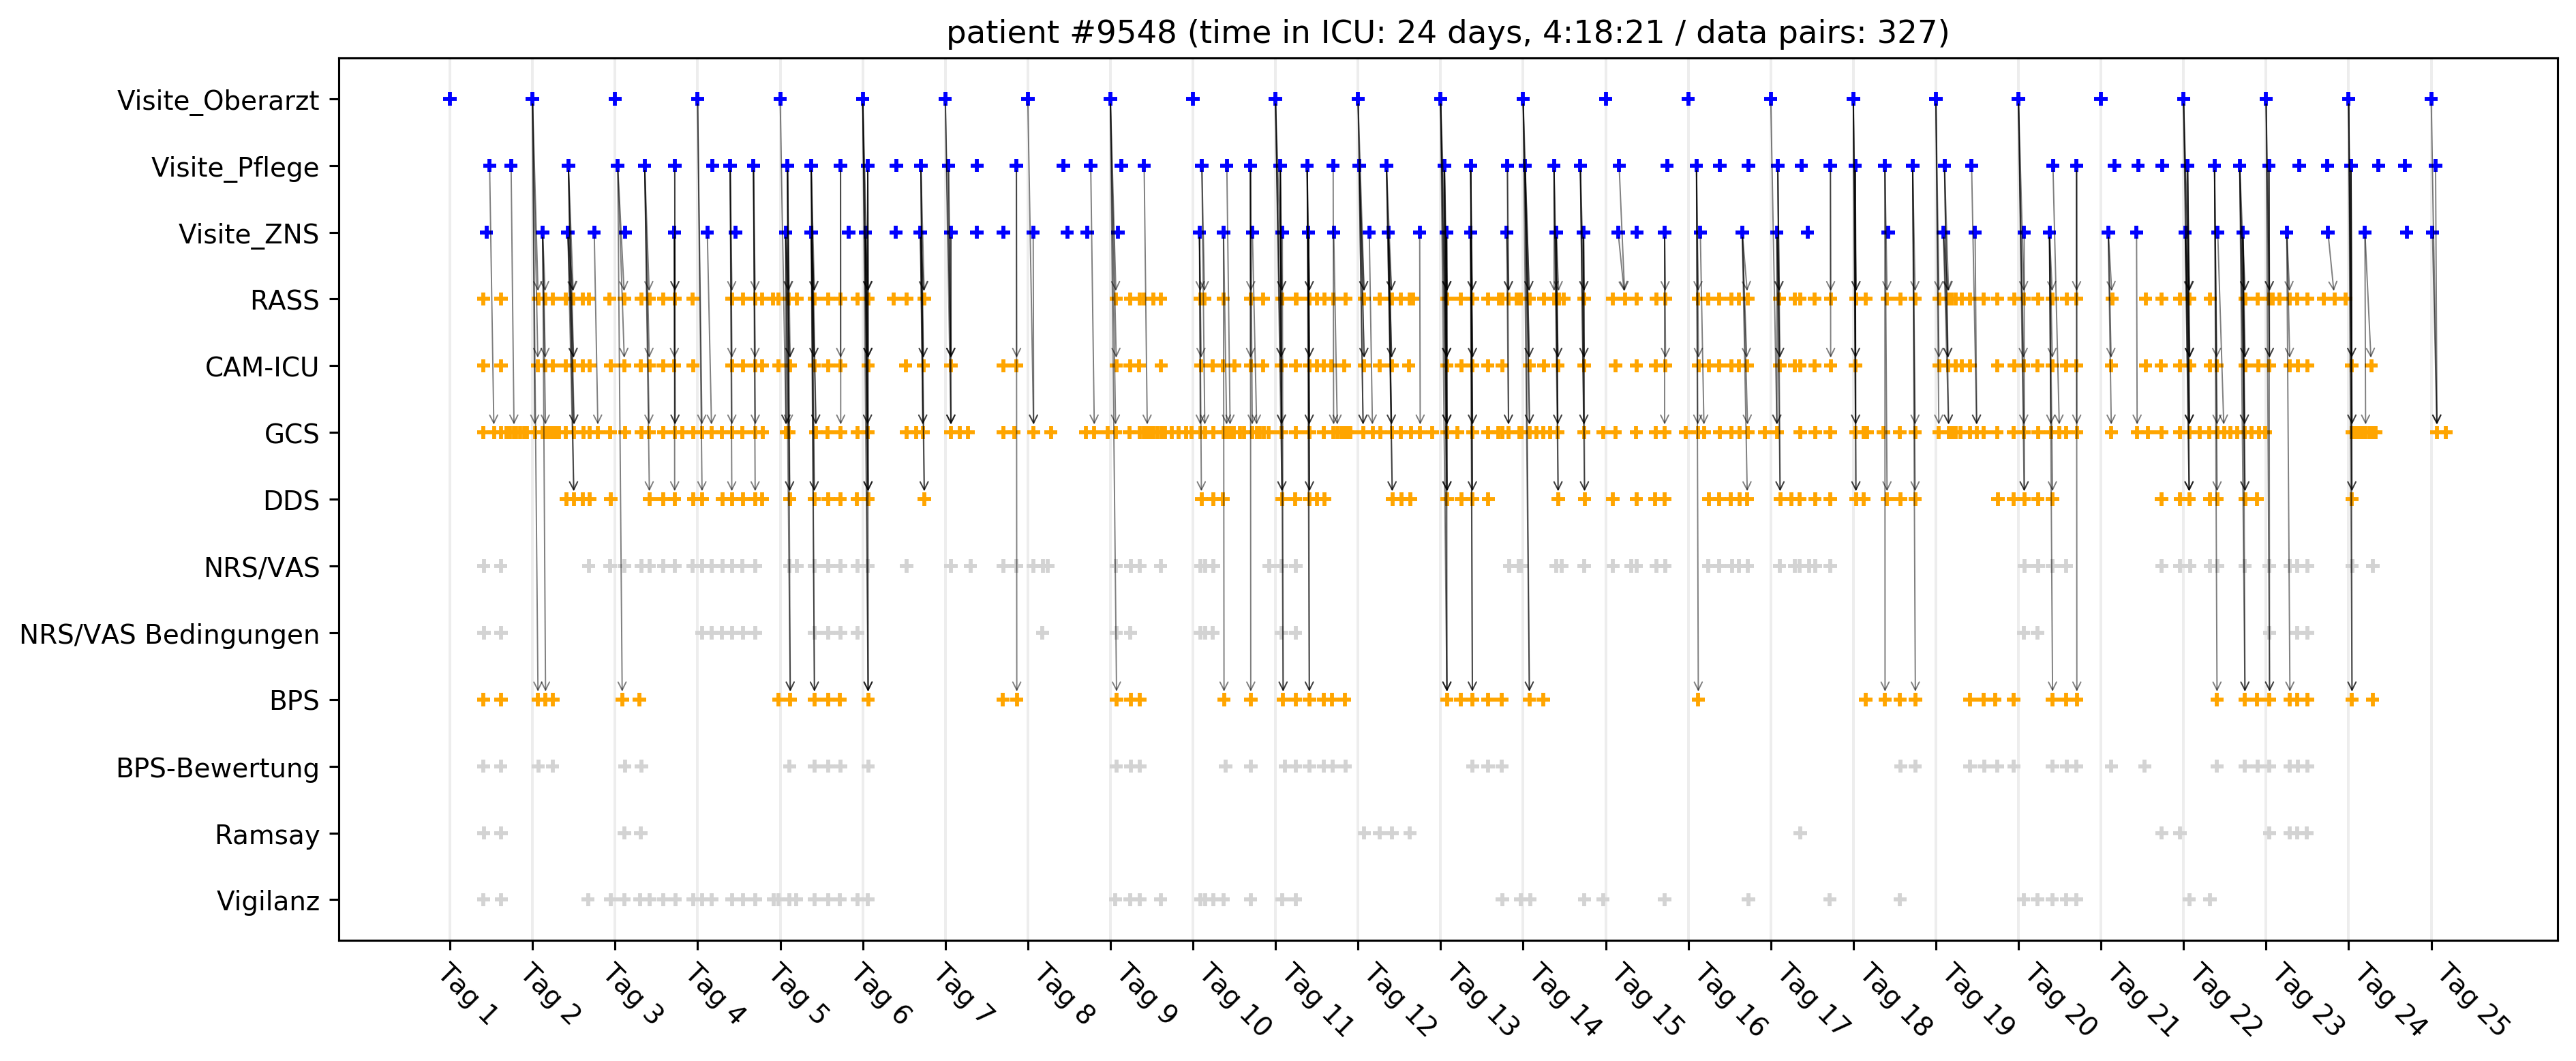 patient #9548 (time in ICU: 24 days, 4:18:21 / data pairs: 327)
Visite_Oberarzt
Visite_Pflege
Visite_ZNS
RASS
CAM-ICU
GCS
DDS
NRS/VAS
NRS/VAS Bedingungen
BPS
BPS-Bewertung
Ramsay
Vigilanz
Tag 1
Tag 2
Tag 3
Tag 4
Tag 5
Tag 6
Tag 7
Tag 8
Tag 9
Tag 10
Tag 11
Tag 12
Tag 13
Tag 14
Tag 15
Tag 16
Tag 17
Tag 18
Tag 19
Tag 20
Tag 21
Tag 22
Tag 23
Tag 24
Tag 25